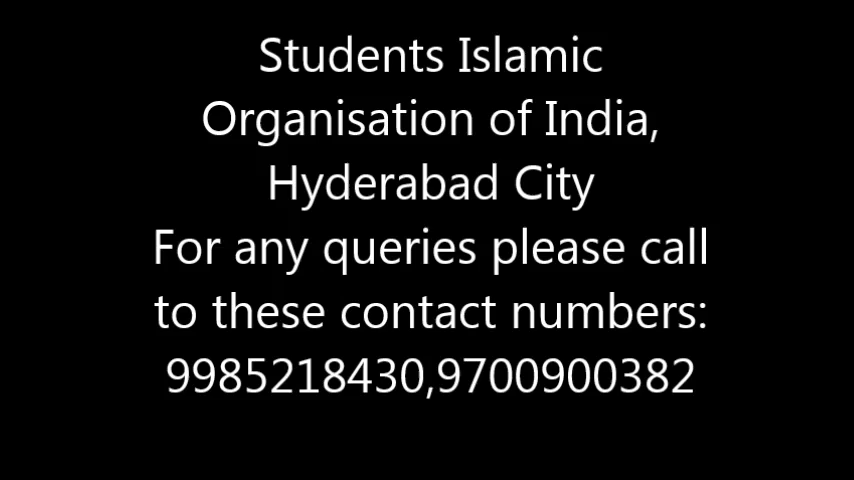 Students Islamic
Organisation of India,
Hyderabad City
For any queries please call
to these contact numbers:
9985218430,9700900382